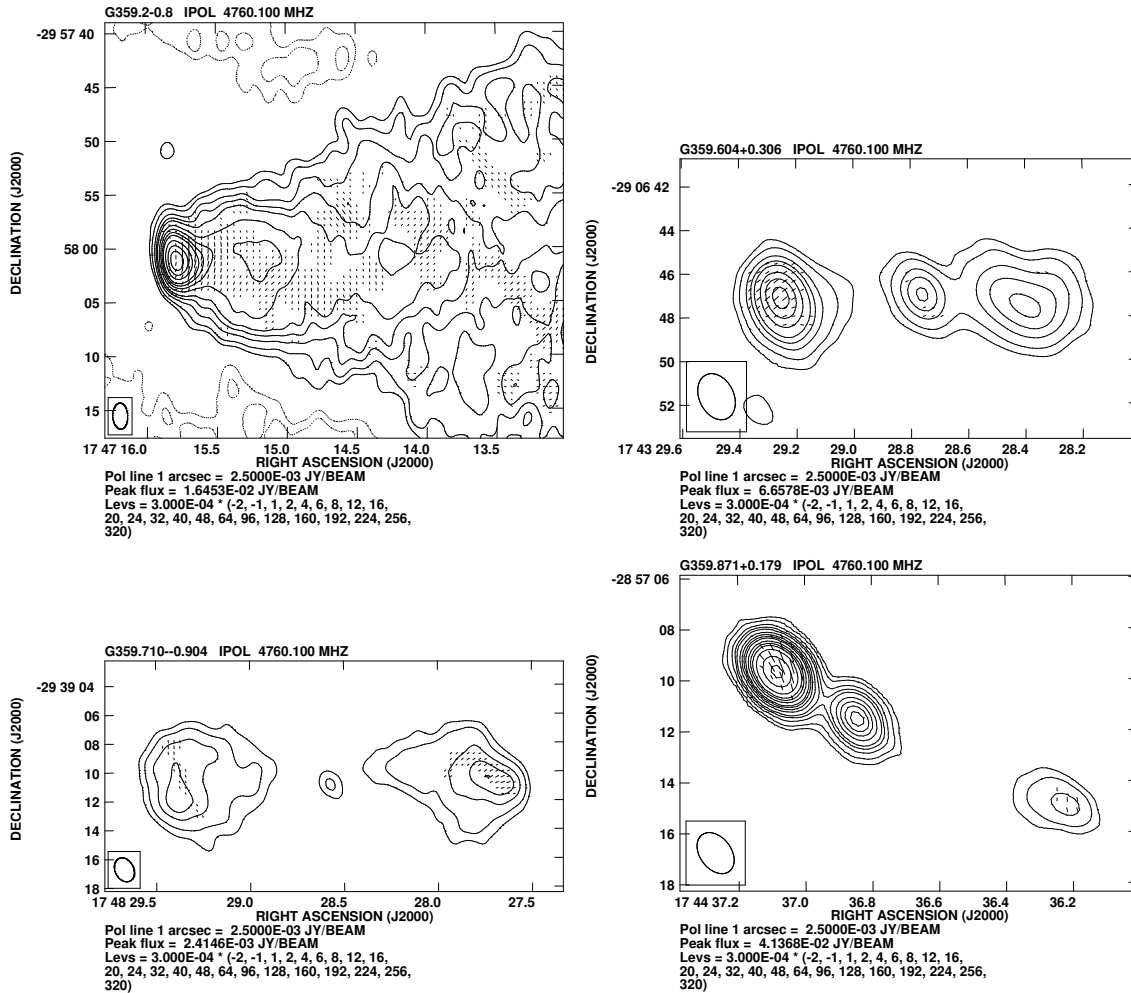 G359.2-0.8 IPOL 4760.100 MHZ
DECLINATION (J2000)
-29 57 40
45
50
55
58 00
05
10
15
17 47 16.0 15.5 15.0 14.5 14.0 13.5
RIGHT ASCENSION (J2000)
Pol line 1 arcsec = 2.5000E-03 JY/BEAM
Peak flux = 1.6453E-02 JY/BEAM
Levs = 3.000E-04 * (-2, -1, 1, 2, 4, 6, 8, 12, 16,
20, 24, 32, 40, 48, 64, 96, 128, 160, 192, 224, 256,
320)
G359.604+0.306 IPOL 4760.100 MHZ
DECLINATION (J2000)
-29 06 42
44
46
48
50
52
17 43 29.6 29.4 29.2 29.0 28.8 28.6 28.4 28.2
RIGHT ASCENSION (J2000)
Pol line 1 arcsec = 2.5000E-03 JY/BEAM
Peak flux = 6.6578E-03 JY/BEAM
Levs = 3.000E-04 * (-2, -1, 1, 2, 4, 6, 8, 12, 16,
20, 24, 32, 40, 48, 64, 96, 128, 160, 192, 224, 256,
320)
G359.710--0.904 IPOL 4760.100 MHZ
DECLINATION (J2000)
-29 39 04
06
08
10
12
14
16
18
17 48 29.5 29.0 28.5 28.0 27.5
RIGHT ASCENSION (J2000)
Pol line 1 arcsec = 2.5000E-03 JY/BEAM
Peak flux = 2.4146E-03 JY/BEAM
Levs = 3.000E-04 * (-2, -1, 1, 2, 4, 6, 8, 12, 16,
20, 24, 32, 40, 48, 64, 96, 128, 160, 192, 224, 256,
320)
G359.871+0.179 IPOL 4760.100 MHZ
DECLINATION (J2000)
-28 57 06
08
10
12
14
16
18
17 44 37.2 37.0 36.8 36.6 36.4 36.2
RIGHT ASCENSION (J2000)
Pol line 1 arcsec = 2.5000E-03 JY/BEAM
Peak flux = 4.1368E-02 JY/BEAM
Levs = 3.000E-04 * (-2, -1, 1, 2, 4, 6, 8, 12, 16,
20, 24, 32, 40, 48, 64, 96, 128, 160, 192, 224, 256,
320)